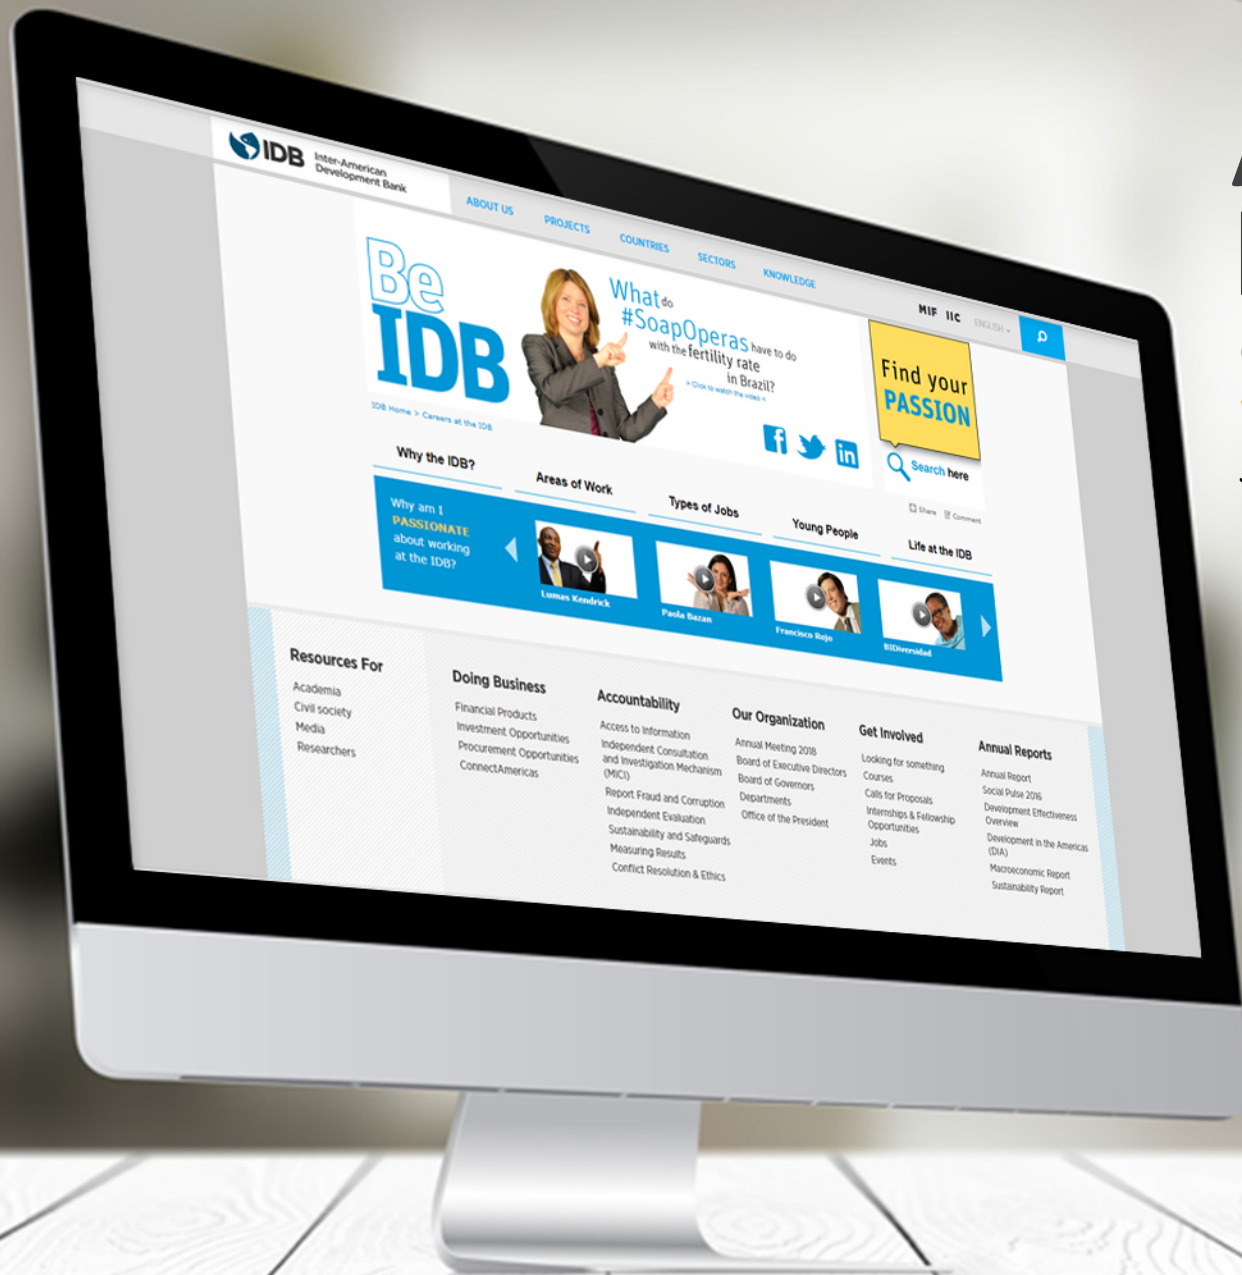 IDB
Inter-American
Development Bank
ABOUT US
PROJECTS
COUNTRIES
SECTORS
KNOWLEDGE
MIF IIC
ENGLISH
Be
IDB
What do
#SoapOperas have to do
with the fertility rate
in Brazil?
> Click to watch the video <
Find your
PASSION
Search here
IDB Home > Careers at the IDB
Share
Comment
Why the IDB?
Areas of Work
Types of Jobs
Young People
Life at the IDB
Why am I
PASSIONATE
about working
at the IDB?
Lumas Kendrick
Paola Bazan
Francisco Rojo
BIDiversidad
Resources For
Academia
Civil society
Media
Researchers
Doing Business
Financial Products
Investment Opportunities
Procurement Opportunities
ConnectAmericas
Accountability
Access to Information
Independent Consultation
and Investigation Mechanism
(MICI)
Report Fraud and Corruption
Independent Evaluation
Sustainability and Safeguards
Measuring Results
Conflict Resolution & Ethics
Our Organization
Annual Meeting 2018
Board of Executive Directors
Board of Governors
Departments
Office of the President
Get Involved
Looking for something
Courses
Calls for Proposals
Internships & Fellowship
Opportunities
Jobs
Events
Annual Reports
Annual Report
Social Pulse 2016
Development Effectiveness
Overview
Development in the Americas
(DIA)
Macroeconomic Report
Sustainability Report